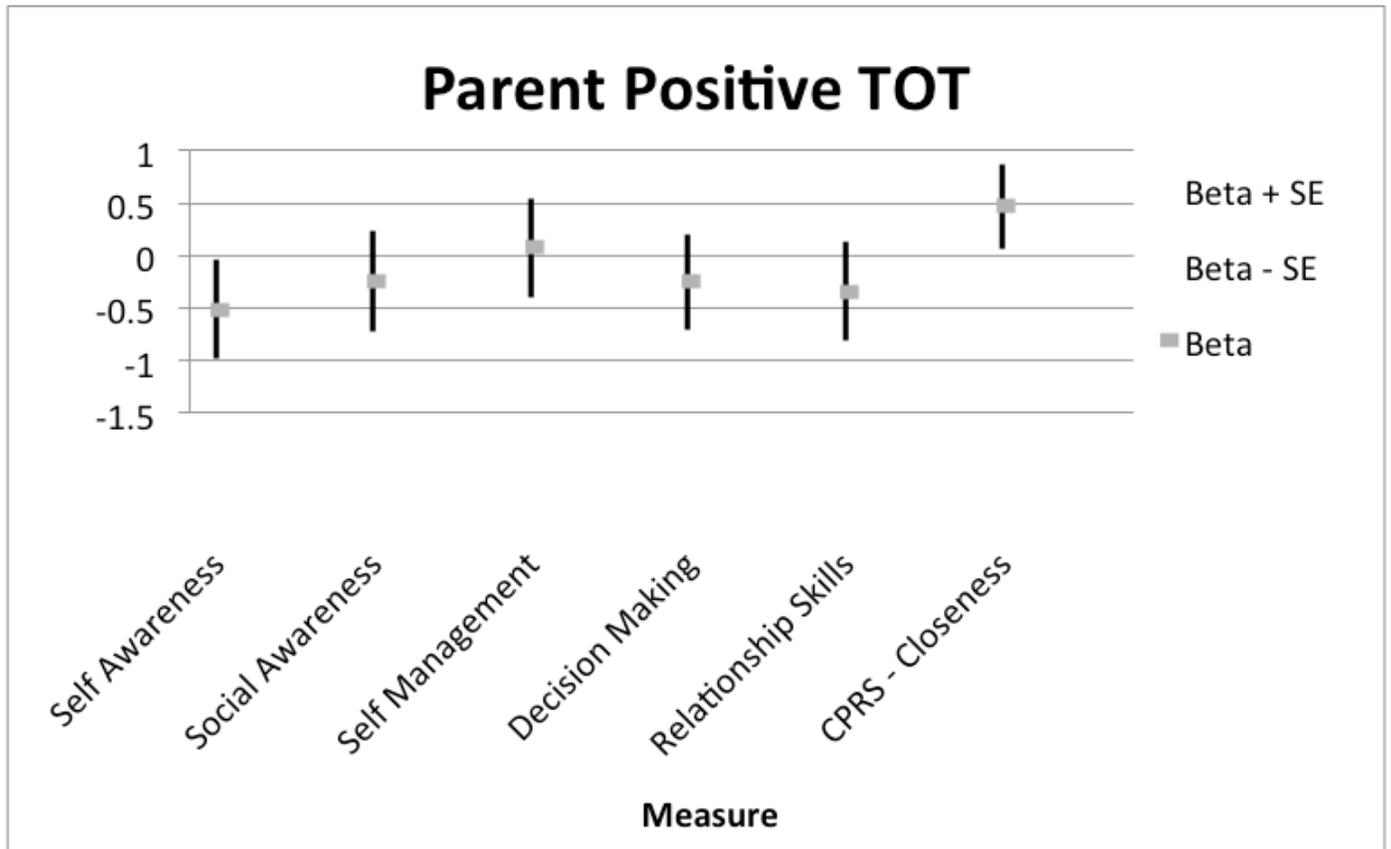 Parent Positive TOT
1
0.5
0
-0.5
-1
-1.5
Beta + SE
Beta - SE
Beta
Self Awareness
Social Awareness
Self Management
Decision Making
Relationship Skills
CPRS - Closeness
Measure